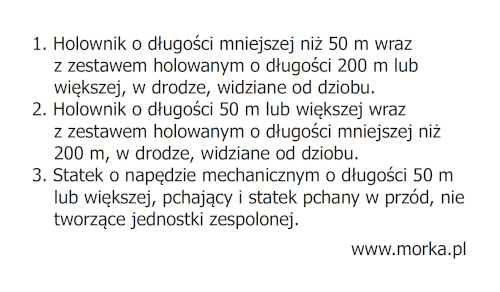 1. Holownik o długości mniejszej niż 50 m wraz
z zestawem holowanym o długości 200 m lub
większej, w drodze, widziane od dziobu.
2. Holownik o długości 50 m lub większej wraz
z zestawem holowanym o długości mniejszej niż
200 m, w drodze, widziane od dziobu.
3. Statek o napędzie mechanicznym o długości 50 m
lub większej, pchający i statek pchany w przód, nie
tworzące jednostki zespolonej.
www.morka.pl